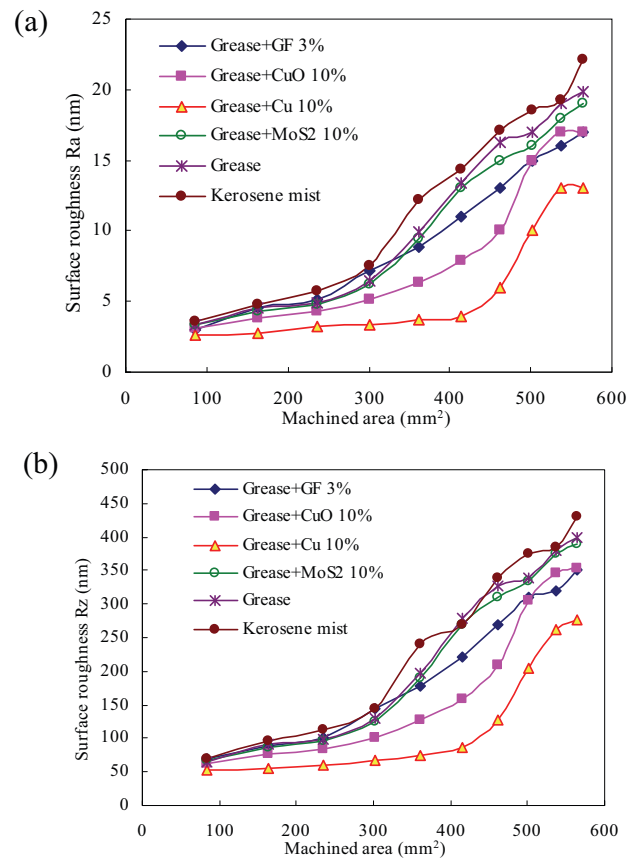 (a)
25
20
15
10
5
0
Surface roughness Ra (nm)
Grease+GF 3%
Grease+CuO 10%
Grease+Cu 10%
Grease+MoS2 10%
Grease
Kerosene mist
100 200 300 400 500 600
Machined area (mm²)
(b)
500
450
400
350
300
250
200
150
100
50
0
Surface roughness Rz (nm)
Grease+GF 3%
Grease+CuO 10%
Grease+Cu 10%
Grease+MoS2 10%
Grease
Kerosene mist
0 100 200 300 400 500 600
Machined area (mm²)